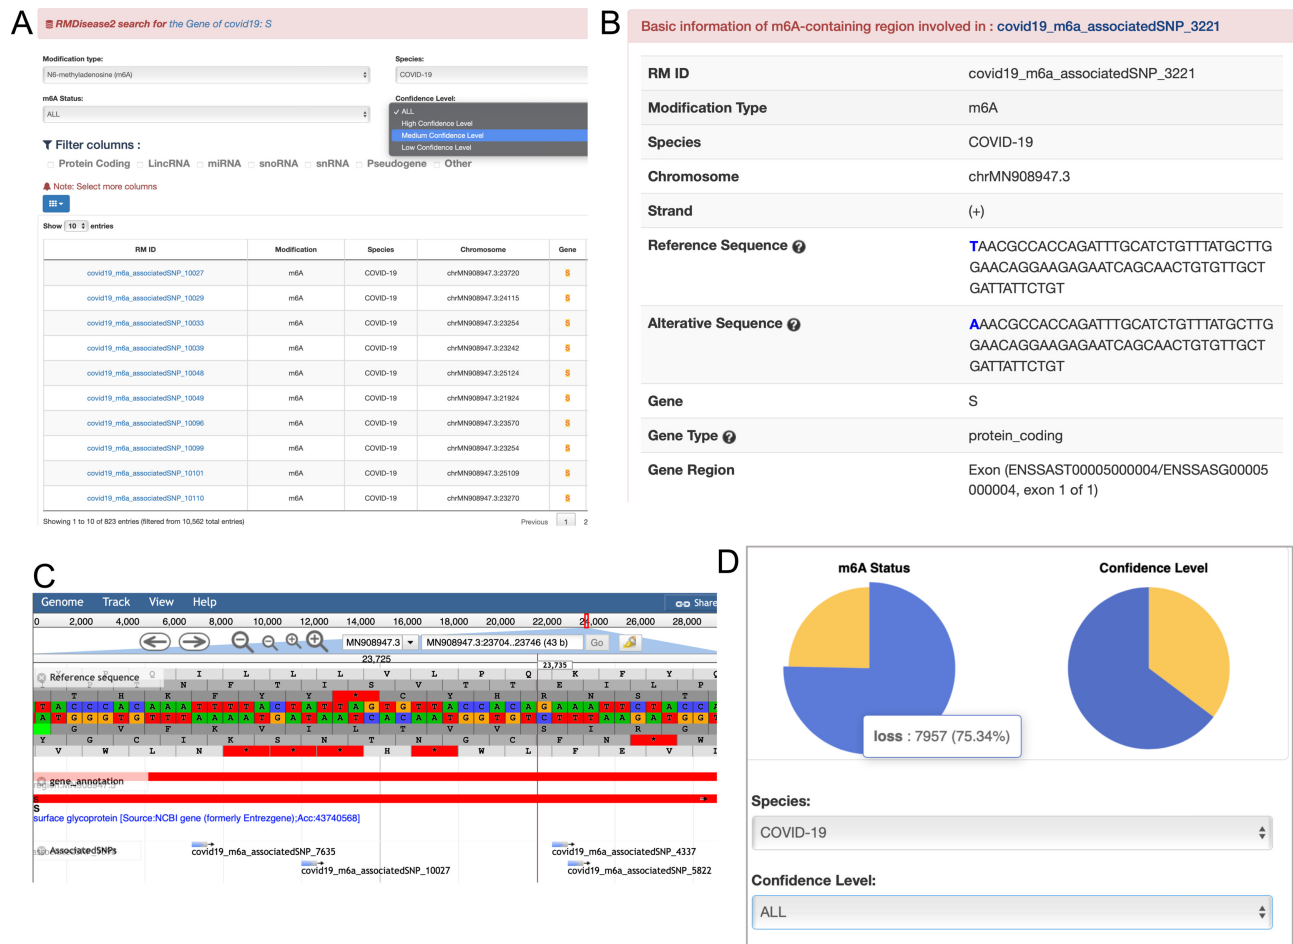 A
RMDisease2 search for the Gene of covid19: S
Modification type:
Species:
N6-methyladenosine (m6A)
COVID-19
m6A Status:
Confidence Level:
ALL
✓ ALL
High Confidence Level
Medium Confidence Level
Low Confidence Level
Filter columns :
Protein Coding LincRNA miRNA snoRNA snRNA Pseudogene Other
Note: Select more columns
Show 10 entries
RM ID Modification Species Chromosome Gene
covid19_m6a_associatedSNP_10027 m6A COVID-19 chrMN908947.3:23720 S
covid19_m6a_associatedSNP_10029 m6A COVID-19 chrMN908947.3:24115 S
covid19_m6a_associatedSNP_10033 m6A COVID-19 chrMN908947.3:23254 S
covid19_m6a_associatedSNP_10039 m6A COVID-19 chrMN908947.3:23242 S
covid19_m6a_associatedSNP_10048 m6A COVID-19 chrMN908947.3:25124 S
covid19_m6a_associatedSNP_10049 m6A COVID-19 chrMN908947.3:21924 S
covid19_m6a_associatedSNP_10096 m6A COVID-19 chrMN908947.3:23570 S
covid19_m6a_associatedSNP_10099 m6A COVID-19 chrMN908947.3:23254 S
covid19_m6a_associatedSNP_10101 m6A COVID-19 chrMN908947.3:25109 S
covid19_m6a_associatedSNP_10110 m6A COVID-19 chrMN908947.3:23270 S
Showing 1 to 10 of 823 entries (filtered from 10,562 total entries)
Previous 1 2
B
Basic information of m6A-containing region involved in : covid19_m6a_associatedSNP_3221
RM ID covid19_m6a_associatedSNP_3221
Modification Type m6A
Species COVID-19
Chromosome chrMN908947.3
Strand (+)
Reference Sequence TAACGCCACCAGATTTGCATCTGTTTATGCTTG
GAACAGGAAGAGAATCAGCAACTGTGTTGCT
GATTATTCTGT
Alterative Sequence AAACGCCACCAGATTTGCATCTGTTTATGCTTG
GAACAGGAAGAGAATCAGCAACTGTGTTGCT
GATTATTCTGT
Gene S
Gene Type protein_coding
Gene Region Exon (ENSSAST00005000004/ENSSASG00005
000004, exon 1 of 1)
C
Genome Track View Help Share
0 2,000 4,000 6,000 8,000 10,000 12,000 14,000 16,000 18,000 20,000 22,000 24,000 26,000 28,000
MN908947.3 MN908947.3:23704..23746 (43 b) Go
23,725
23,735
Reference sequence
Q I L L L V L P Q K F Y
N F T I S V T T E I L P
T H K F Y Y * C Y H R N S T
T A C C C A C A A A T T T T A C T A T T A G T G T T A C C A C A G A A A T T C T A C C A
A T G G G T G T T T A A A A T G A T A A T C A C A A T G G T G T C T T T A A G A T G G T
G V F K V I L T V V S I R G
Y G C I K S N T N G C F N * W
V W L N * * * H * W L F E V
gene_annotation
S
surface glycoprotein [Source:NCBI gene (formerly Entrezgene);Acc:43740568]
AssociatedSNPs
covid19_m6a_associatedSNP_7635
covid19_m6a_associatedSNP_4337
covid19_m6a_associatedSNP_10027
covid19_m6a_associatedSNP_5822
D
m6A Status
Confidence Level
loss : 7957 (75.34%)
Species:
COVID-19
Confidence Level:
ALL